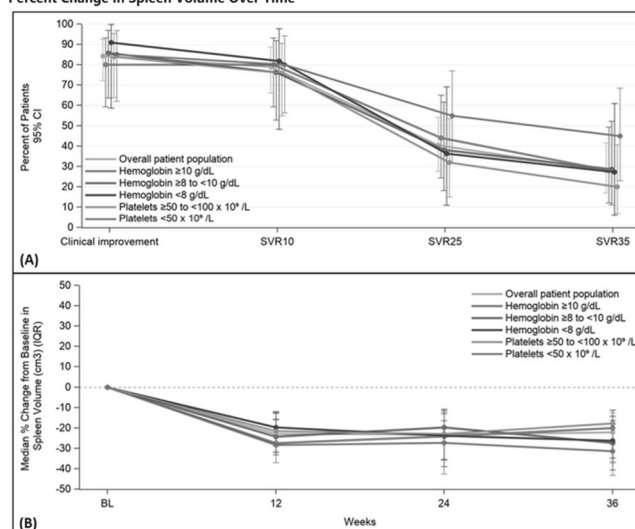 Percent Change in Spleen Volume Over Time
Percent of Patients
95% CI
100
90
80
70
60
50
40
30
20
10
0
Overall patient population
Hemoglobin ≥10 g/dL
Hemoglobin ≥8 to <10 g/dL
Hemoglobin <8 g/dL
Platelets ≥50 to <100 x 10⁹ /L
Platelets <50 x 10⁹ /L
Clinical improvement SVR10 SVR25 SVR35
(A)
Median % Change from Baseline in
Spleen Volume (cm3) (IQR)
50
40
30
20
10
0
-10
-20
-30
-40
-50
Overall patient population
Hemoglobin ≥10 g/dL
Hemoglobin ≥8 to <10 g/dL
Hemoglobin <8 g/dL
Platelets ≥50 to <100 x 10⁹ /L
Platelets <50 x 10⁹ /L
BL 12 24 36
Weeks
(B)